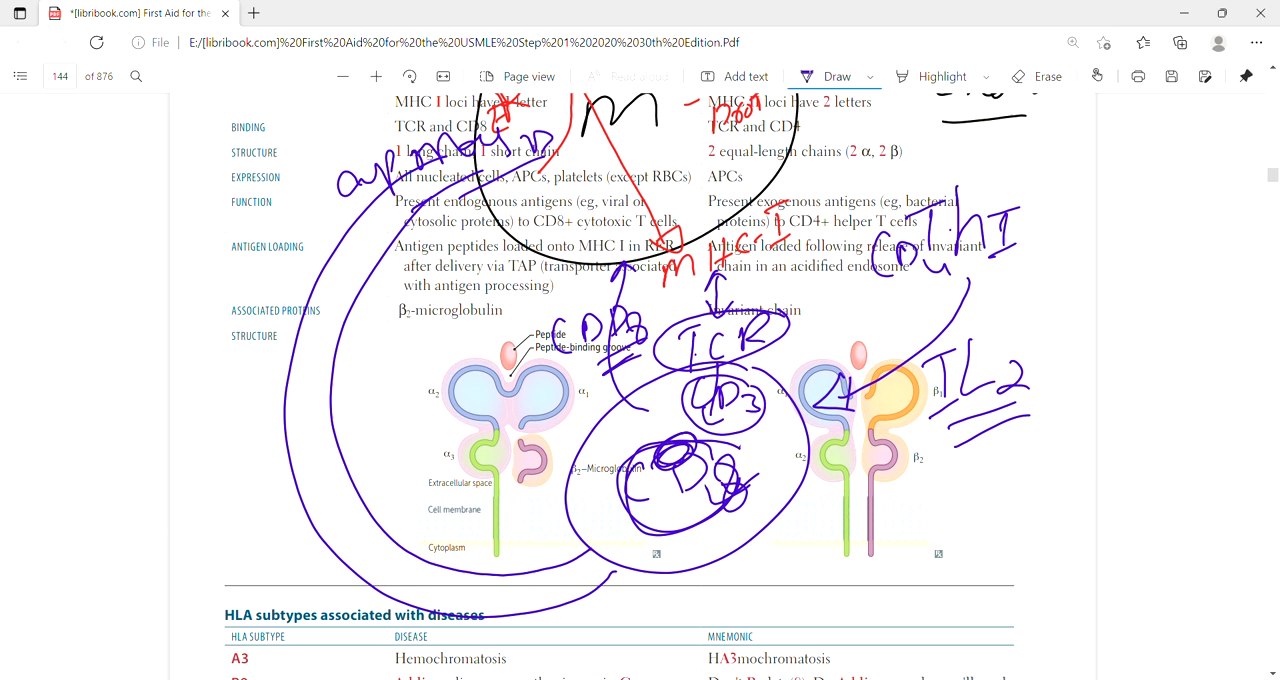 *[libribook.com] First Aid for the
File | E:/[libribook.com]%20First%20Aid%20for%20the%20USMLE%20Step%201%202020%2030th%20Edition.Pdf
144 of 876 Page view Read aloud Add text Draw Highlight Erase
MHC I loci have 1 letter MHC II loci have 2 letters
m
BINDING TCR and CD8 TCR and CD4
STRUCTURE 1 long chain, 1 short chain 2 equal-length chains (2 α, 2 β)
EXPRESSION All nucleated cells, APCs, platelets (except RBCs) APCs
FUNCTION Present endogenous antigens (eg, viral or Present exogenous antigens (eg, bacterial
cytosolic proteins) to CD8+ cytotoxic T cells proteins) to CD4+ helper T cells
Th I
CD4
MHC-I
ANTIGEN LOADING Antigen peptides loaded onto MHC I in RER Antigen loaded following release of invariant
after delivery via TAP (transporter associated chain in an acidified endosome
with antigen processing)
ASSOCIATED PROTEINS β2-microglobulin Invariant chain
STRUCTURE
CD8
TCR
Peptide
Peptide-binding groove
α2 α1 α1 β1
CD3
IL2
α3 β2–Microglobulin α2 β2
CD8
Extracellular space
Cell membrane
Cytoplasm
HLA subtypes associated with diseases
HLA SUBTYPE DISEASE MNEMONIC
A3 Hemochromatosis HA3mochromatosis